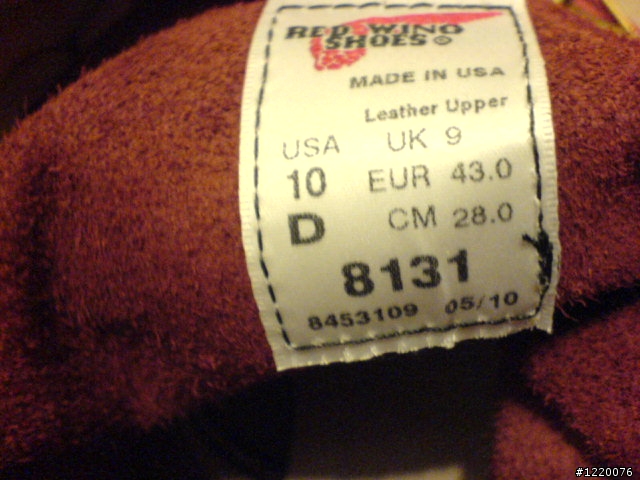 RED WING
SHOES ®
MADE IN USA
Leather Upper
USA UK 9
10 EUR 43.0
D CM 28.0
8131
8453109 05/10
#1220076